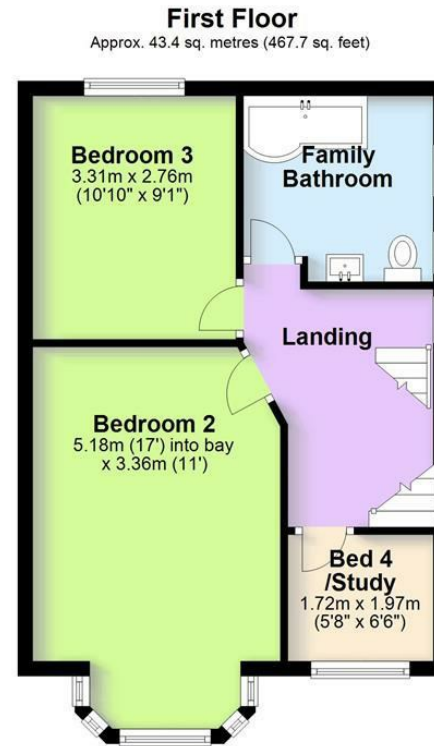 First Floor
Approx. 43.4 sq. metres (467.7 sq. feet)
Bedroom 3
3.31m x 2.76m
(10'10" x 9'1")
Family
Bathroom
Landing
Bedroom 2
5.18m (17') into bay
x 3.36m (11')
Bed 4
/Study
1.72m x 1.97m
(5'8" x 6'6")